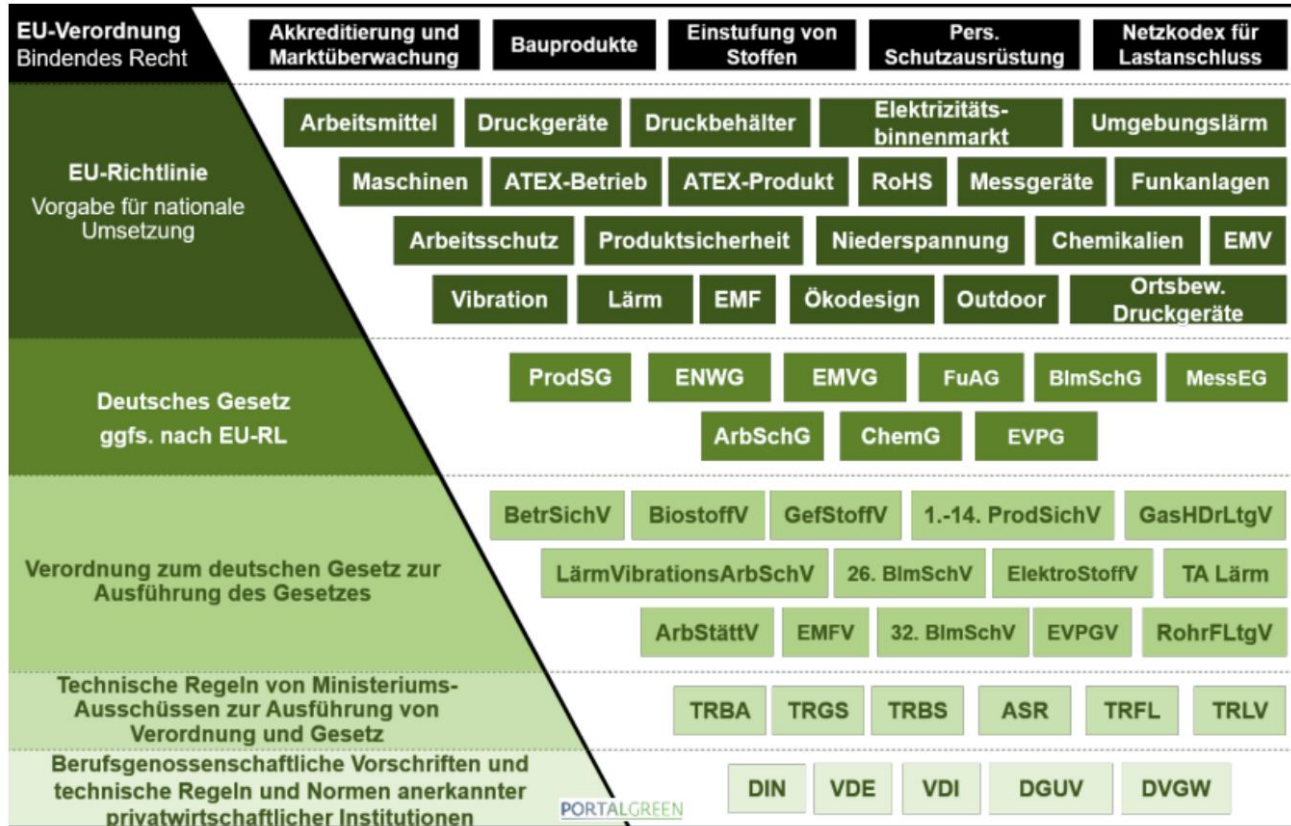 EU-Verordnung
Bindendes Recht
Akkreditierung und
Marktüberwachung
Bauprodukte
Einstufung von
Stoffen
Pers.
Schutzausrüstung
Netzkodex für
Lastanschluss
EU-Richtlinie
Vorgabe für nationale
Umsetzung
Arbeitsmittel
Druckgeräte
Druckbehälter
Elektrizitäts-
binnenmarkt
Umgebungslärm
Maschinen
ATEX-Betrieb
ATEX-Produkt
RoHS
Messgeräte
Funkanlagen
Arbeitsschutz
Produktsicherheit
Niederspannung
Chemikalien
EMV
Vibration
Lärm
EMF
Ökodesign
Outdoor
Ortsbew.
Druckgeräte
Deutsches Gesetz
ggfs. nach EU-RL
ProdSG
ENWG
EMVG
FuAG
BImSchG
MessEG
ArbSchG
ChemG
EVPG
Verordnung zum deutschen Gesetz zur
Ausführung des Gesetzes
BetrSichV
BiostoffV
GefStoffV
1.-14. ProdSichV
GasHDrLtgV
LärmVibrationsArbSchV
26. BImSchV
ElektroStoffV
TA Lärm
ArbStättV
EMFV
32. BImSchV
EVPGV
RohrFLtgV
Technische Regeln von Ministeriums-
Ausschüssen zur Ausführung von
Verordnung und Gesetz
TRBA
TRGS
TRBS
ASR
TRFL
TRLV
Berufsgenossenschaftliche Vorschriften und
technische Regeln und Normen anerkannter
privatwirtschaftlicher Institutionen
PORTALGREEN
DIN
VDE
VDI
DGUV
DVGW